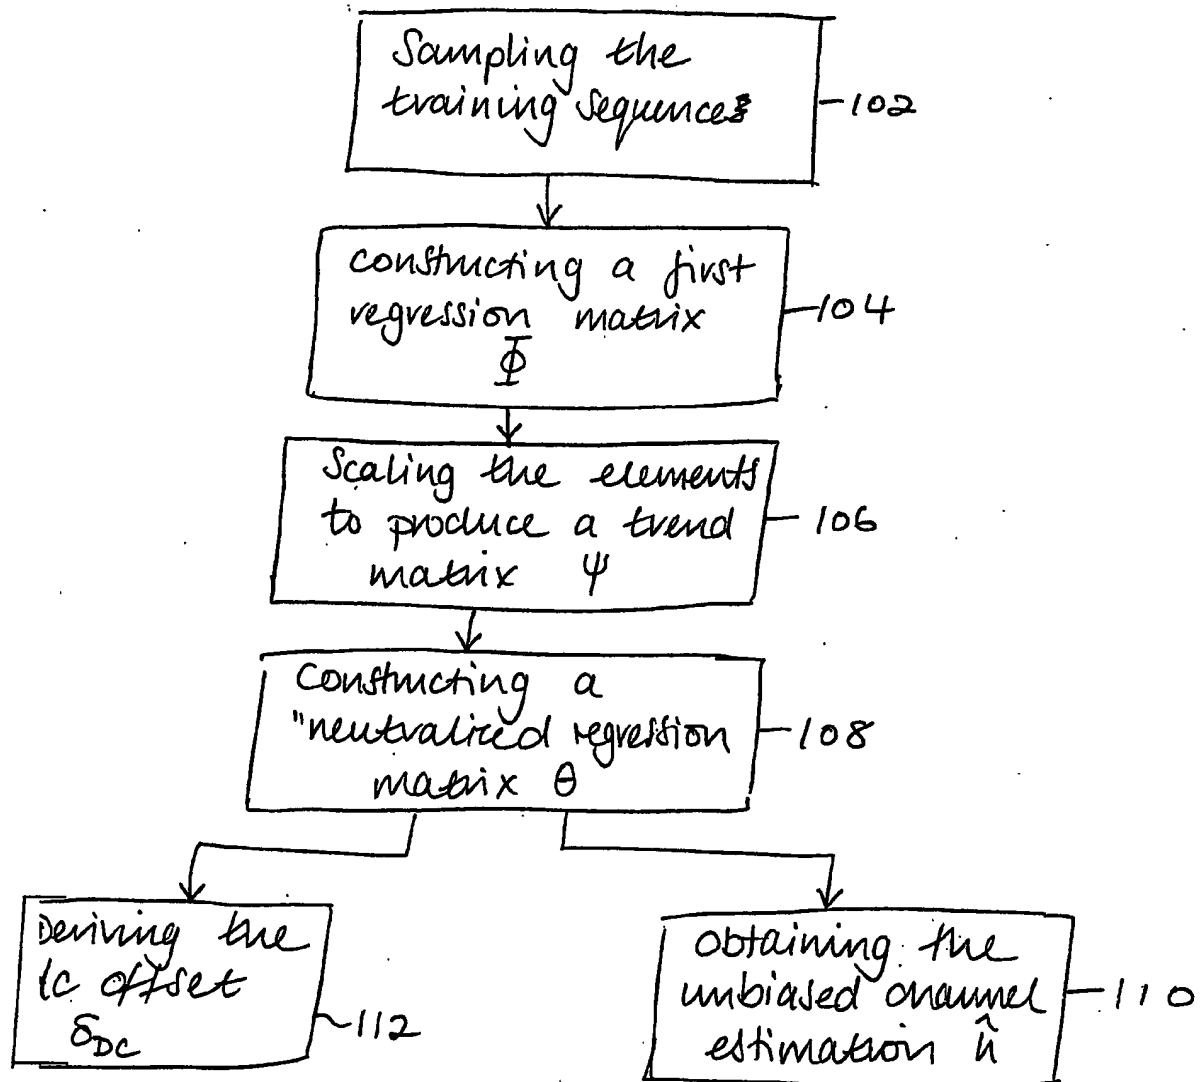 Sampling the
training sequences
102
constructing a first
regression matrix
Φ
104
Scaling the elements
to produce a trend
matrix ψ
106
Constructing a
"neutralized regression
matrix θ
108
Deriving the
dc offset
δDC
112
obtaining the
unbiased channel
estimation ĥ
110